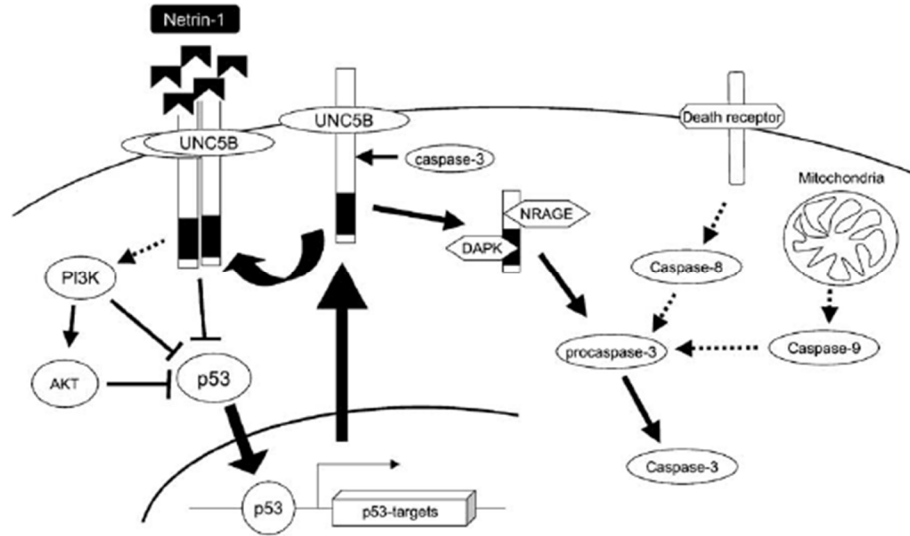 Netrin-1
UNC5B
UNC5B
Death receptor
caspase-3
Mitochondria
NRAGE
DAPK
PI3K
Caspase-8
AKT
p53
procaspase-3
Caspase-9
Caspase-3
p53
p53-targets